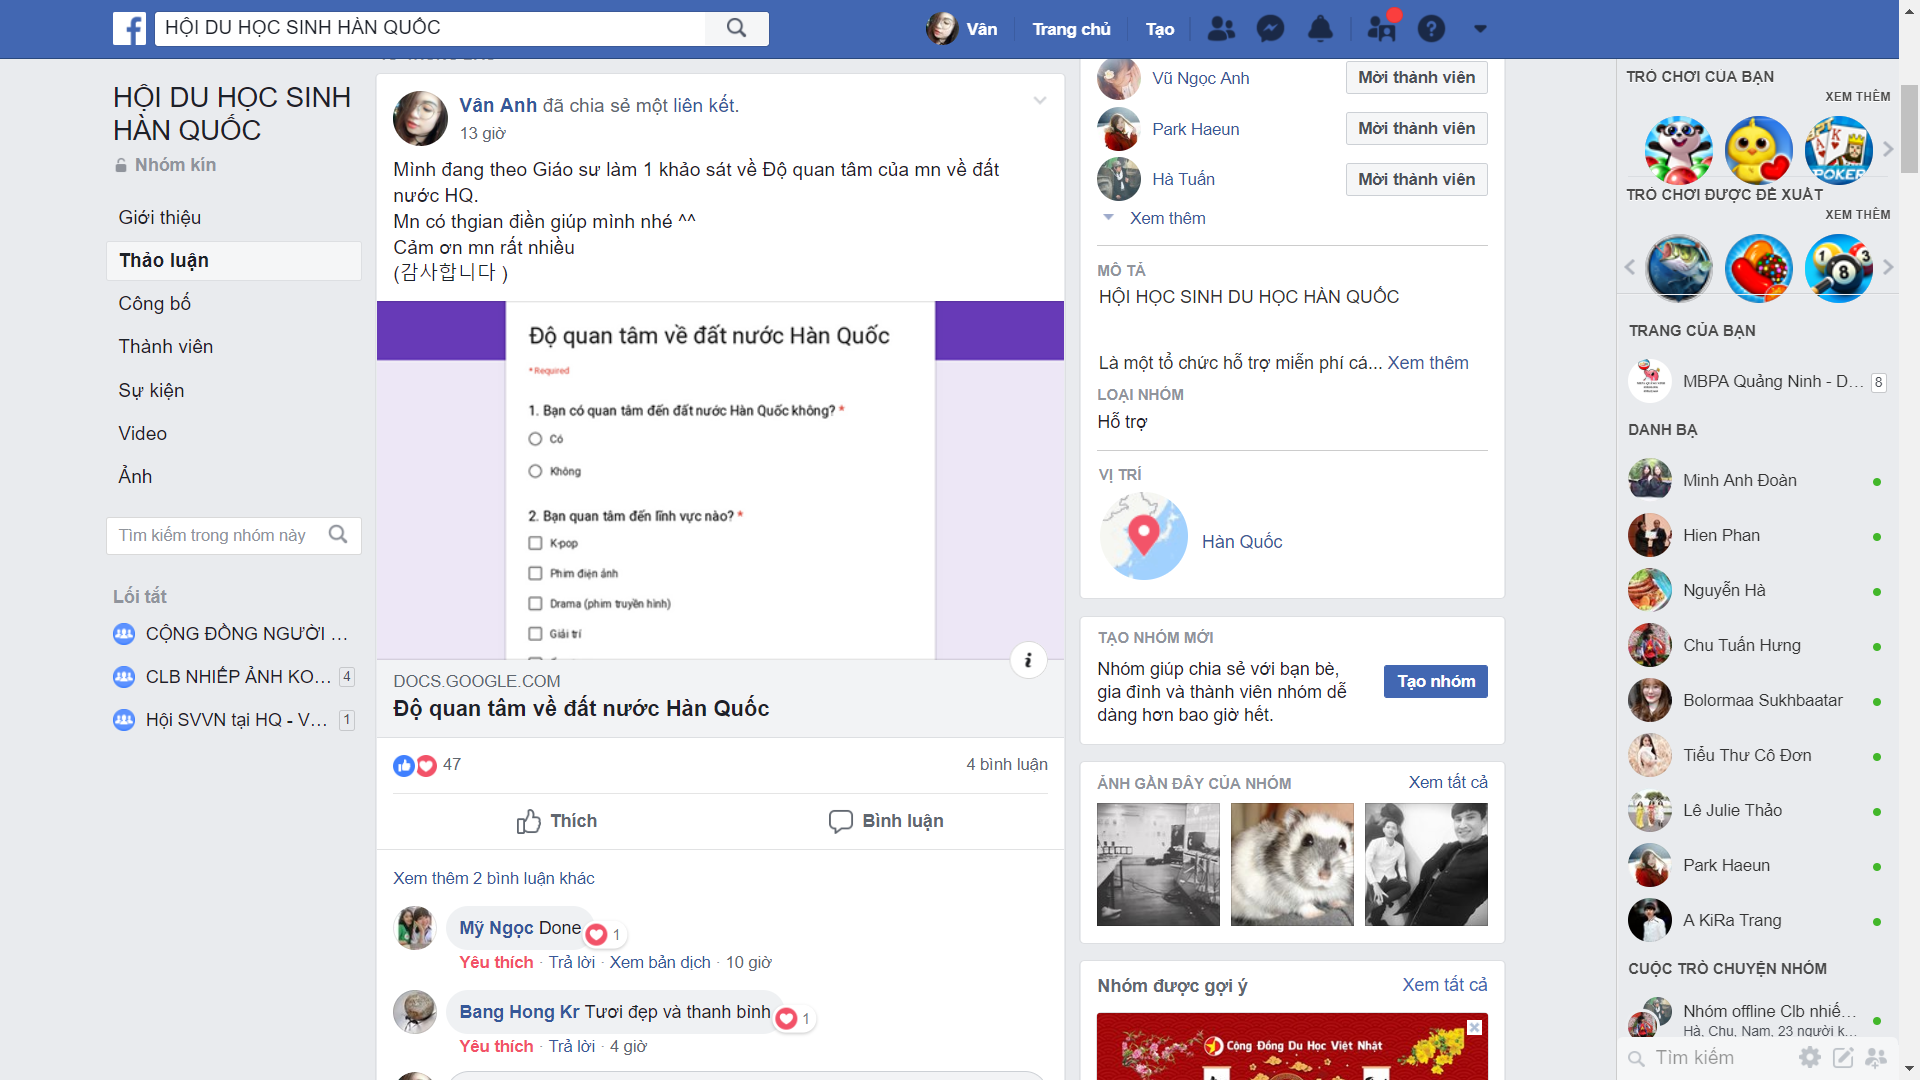 HỘI DU HỌC SINH HÀN QUỐC
Vân
Trang chủ
Tạo
HỘI DU HỌC SINH
HÀN QUỐC
Nhóm kín
Giới thiệu
Thảo luận
Công bố
Thành viên
Sự kiện
Video
Ảnh
Tìm kiếm trong nhóm này
Lối tắt
CỘNG ĐỒNG NGƯỜI ...
CLB NHIẾP ẢNH KO... 4
Hội SVVN tại HQ - V... 1
Vân Anh đã chia sẻ một liên kết.
13 giờ
Mình đang theo Giáo sư làm 1 khảo sát về Độ quan tâm của mn về đất
nước HQ.
Mn có thgian điền giúp mình nhé ^^
Cảm ơn mn rất nhiều
(감사합니다 )
Độ quan tâm về đất nước Hàn Quốc
* Required
1. Bạn có quan tâm đến đất nước Hàn Quốc không? *
Có
Không
2. Bạn quan tâm đến lĩnh vực nào? *
K-pop
Phim điện ảnh
Drama (phim truyền hình)
Giải trí
DOCS.GOOGLE.COM
Độ quan tâm về đất nước Hàn Quốc
47
4 bình luận
Thích
Bình luận
Xem thêm 2 bình luận khác
Mỹ Ngọc Done
1
Yêu thích · Trả lời · Xem bản dịch · 10 giờ
Bang Hong Kr Tươi đẹp và thanh bình
1
Yêu thích · Trả lời · 4 giờ
Vũ Ngọc Anh
Mời thành viên
Park Haeun
Mời thành viên
Hà Tuấn
Mời thành viên
Xem thêm
MÔ TẢ
HỘI HỌC SINH DU HỌC HÀN QUỐC
Là một tổ chức hỗ trợ miễn phí cá... Xem thêm
LOẠI NHÓM
Hỗ trợ
VỊ TRÍ
Hàn Quốc
TẠO NHÓM MỚI
Nhóm giúp chia sẻ với bạn bè,
gia đình và thành viên nhóm dễ
dàng hơn bao giờ hết.
Tạo nhóm
ẢNH GẦN ĐÂY CỦA NHÓM
Xem tất cả
Nhóm được gợi ý
Xem tất cả
Cộng Đồng Du Học Việt Nhật
TRÒ CHƠI CỦA BẠN
XEM THÊM
POKER
TRÒ CHƠI ĐƯỢC ĐỀ XUẤT
XEM THÊM
1 3
8
TRANG CỦA BẠN
MBPA Quảng Ninh - D... 8
DANH BẠ
Minh Anh Đoàn
Hien Phan
Nguyễn Hà
Chu Tuấn Hưng
Bolormaa Sukhbaatar
Tiểu Thư Cô Đơn
Lê Julie Thảo
Park Haeun
A KiRa Trang
CUỘC TRÒ CHUYỆN NHÓM
Nhóm offline Clb nhiế...
Hà, Chu, Nam, 23 người k...
Tìm kiếm